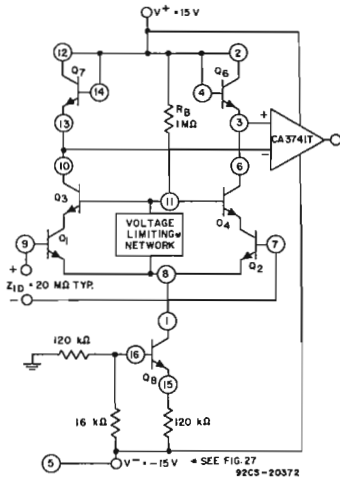 V+ = 15 V
12
2
Q7
14
4
Q6
RB
1 MΩ
13
3
+
CA3741T
−
10
6
Q3
11
Q4
VOLTAGE
LIMITING*
NETWORK
9
Q1
7
Q2
+
ZID = 20 MΩ TYP.
−
8
1
120 kΩ
16
Q8
15
16 kΩ
120 kΩ
5
V− = −15 V
* SEE FIG. 27
92CS-20372